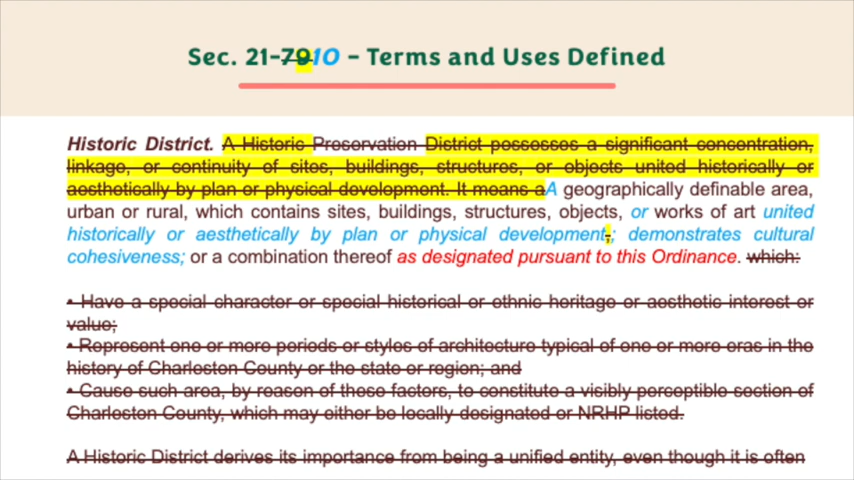 Sec. 21-7910 – Terms and Uses Defined
Historic District. A Historic Preservation District possesses a significant concentration,
linkage, or continuity of sites, buildings, structures, or objects united historically or
aesthetically by plan or physical development. It means aA geographically definable area,
urban or rural, which contains sites, buildings, structures, objects, or works of art united
historically or aesthetically by plan or physical development,; demonstrates cultural
cohesiveness; or a combination thereof as designated pursuant to this Ordinance. which:
• Have a special character or special historical or ethnic heritage or aesthetic interest or
value;
• Represent one or more periods or styles of architecture typical of one or more eras in the
history of Charleston County or the state or region; and
• Cause such area, by reason of these factors, to constitute a visibly perceptible section of
Charleston County, which may either be locally designated or NRHP listed.
A Historic District derives its importance from being a unified entity, even though it is often